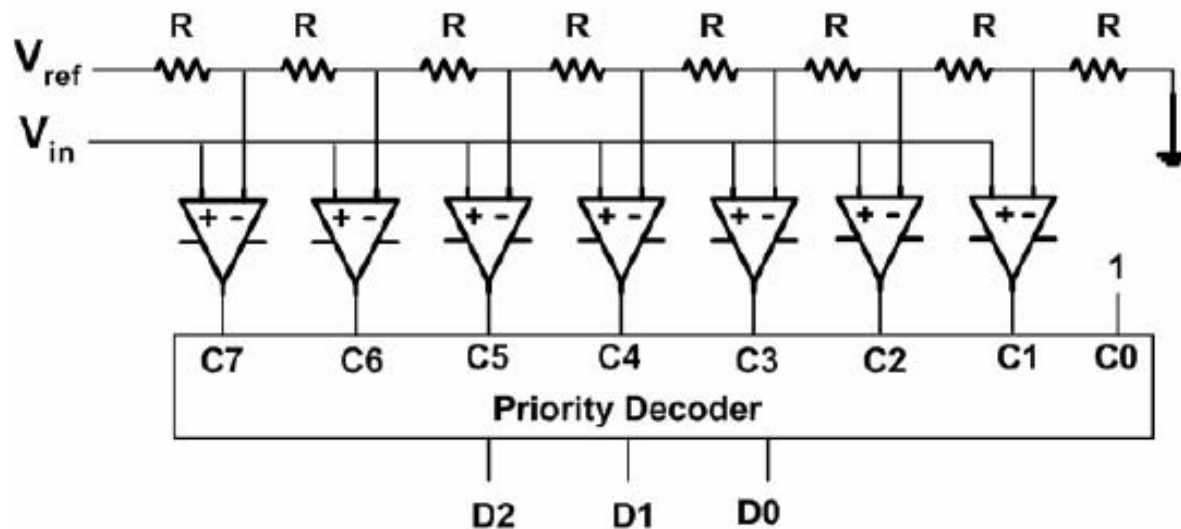 R R R R R R R R
Vref
Vin
+ - + - + - + - + - + - + -
1
C7 C6 C5 C4 C3 C2 C1 C0
Priority Decoder
D2 D1 D0